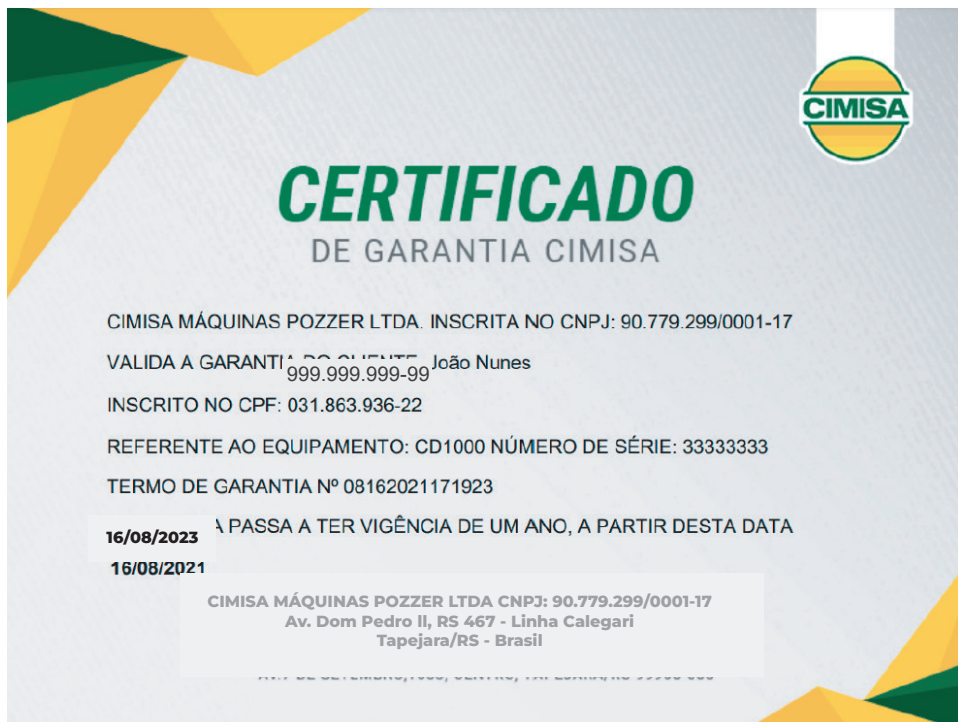 CIMISA
CERTIFICADO
DE GARANTIA CIMISA
CIMISA MÁQUINAS POZZER LTDA. INSCRITA NO CNPJ: 90.779.299/0001-17
VALIDA A GARANTIA DO CLIENTE: João Nunes
999.999.999-99
INSCRITO NO CPF: 031.863.936-22
REFERENTE AO EQUIPAMENTO: CD1000 NÚMERO DE SÉRIE: 33333333
TERMO DE GARANTIA Nº 08162021171923
A PASSA A TER VIGÊNCIA DE UM ANO, A PARTIR DESTA DATA
16/08/2023
16/08/2021
CIMISA MÁQUINAS POZZER LTDA CNPJ: 90.779.299/0001-17
Av. Dom Pedro II, RS 467 - Linha Calegari
Tapejara/RS - Brasil